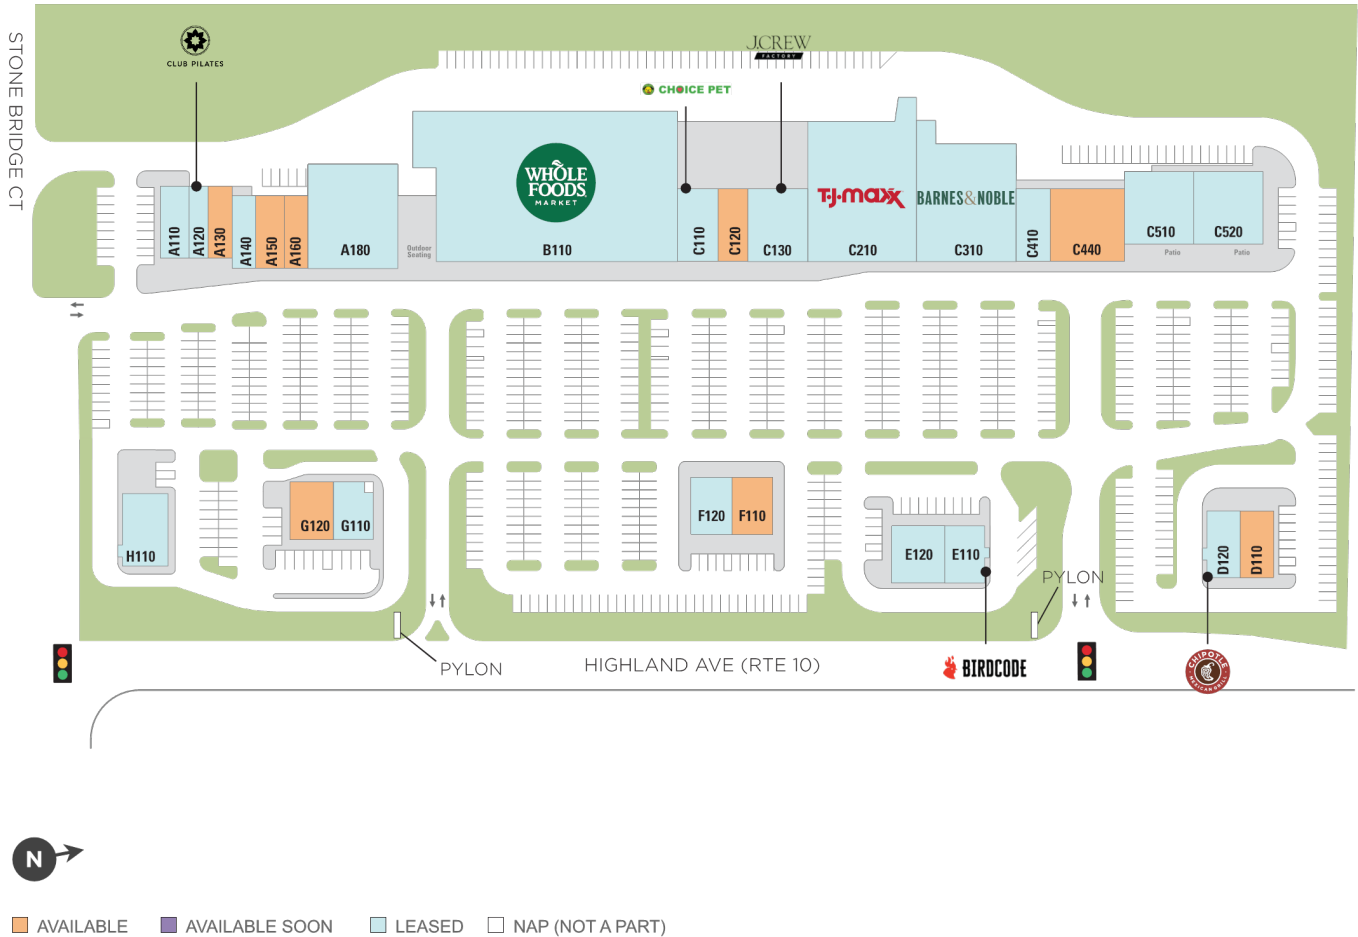 STONE BRIDGE CT
CLUB PILATES
J.CREW
FACTORY
CHOICE PET
WHOLE
FOODS
MARKET
T.J.maxx
BARNES&NOBLE
A110
A120
A130
A140
A150
A160
A180
Outdoor
Seating
B110
C110
C120
C130
C210
C310
C410
C440
C510
C520
Patio
Patio
H110
G120
G110
F120
F110
E120
E110
D120
D110
PYLON
PYLON
HIGHLAND AVE (RTE 10)
BIRDCODE
CHIPOTLE
MEXICAN GRILL
N
AVAILABLE
AVAILABLE SOON
LEASED
NAP (NOT A PART)